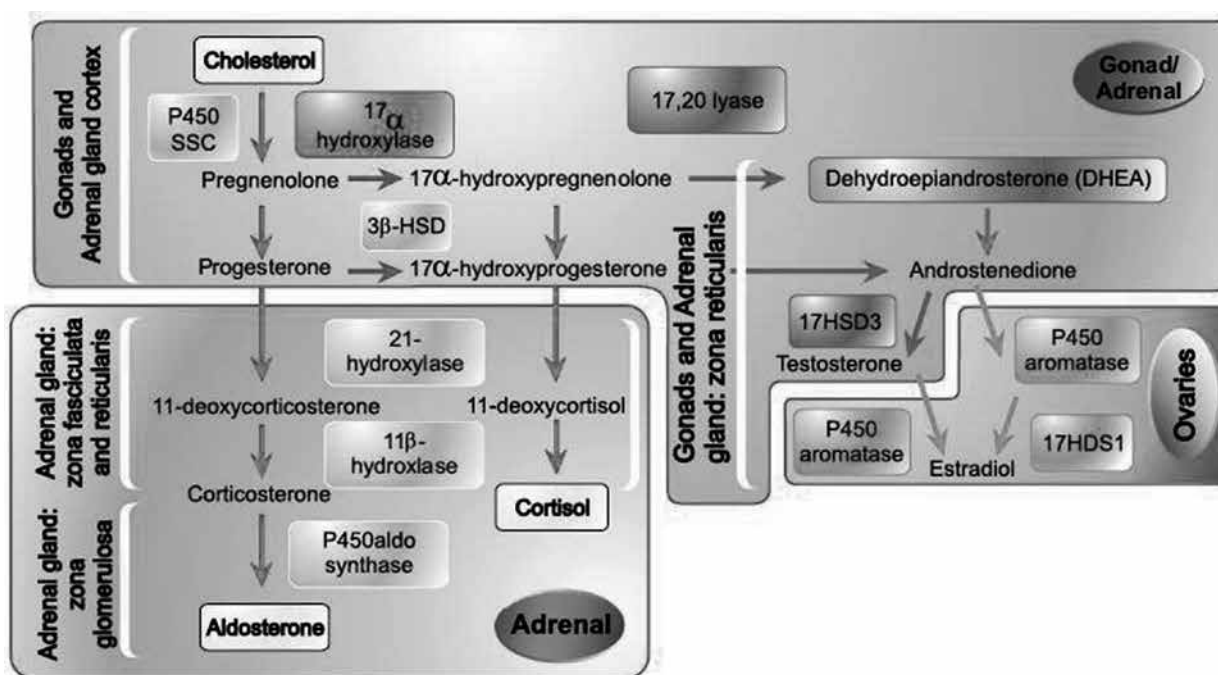 Gonads and
Adrenal gland cortex
Cholesterol
P450
SSC
17α
hydroxylase
17,20 lyase
Gonad/
Adrenal
Pregnenolone
17α-hydroxypregnenolone
Dehydroepiandrosterone (DHEA)
3β-HSD
Progesterone
17α-hydroxyprogesterone
Androstenedione
Gonads and Adrenal
gland: zona reticularis
17HSD3
Testosterone
P450
aromatase
P450
aromatase
Estradiol
17HDS1
Ovaries
Adrenal gland:
zona fasciculata
and reticularis
21-
hydroxylase
11-deoxycorticosterone
11-deoxycortisol
11β-
hydroxlase
Corticosterone
Cortisol
Adrenal gland:
zona
glomerulosa
P450aldo
synthase
Aldosterone
Adrenal